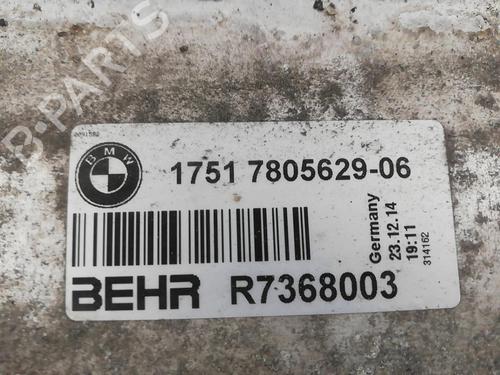 B-PARTS
BMW
1751 7805629-06
Germany
23.12.14
19:11
314162
BEHR R7368003